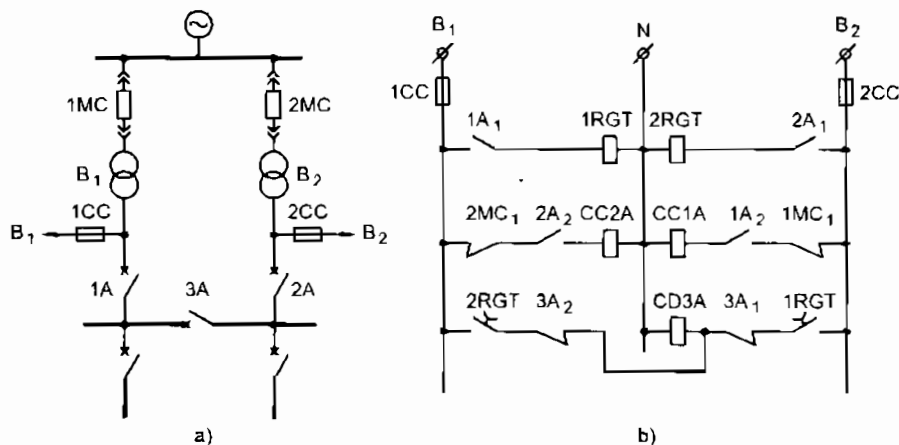 1MC
2MC
B1
B2
1CC
2CC
B1
B2
1A
3A
2A
a)
B1
N
B2
1CC
2CC
1A1
1RGT
2RGT
2A1
2MC1
2A2
CC2A
CC1A
1A2
1MC1
2RGT
3A2
CD3A
3A1
1RGT
b)